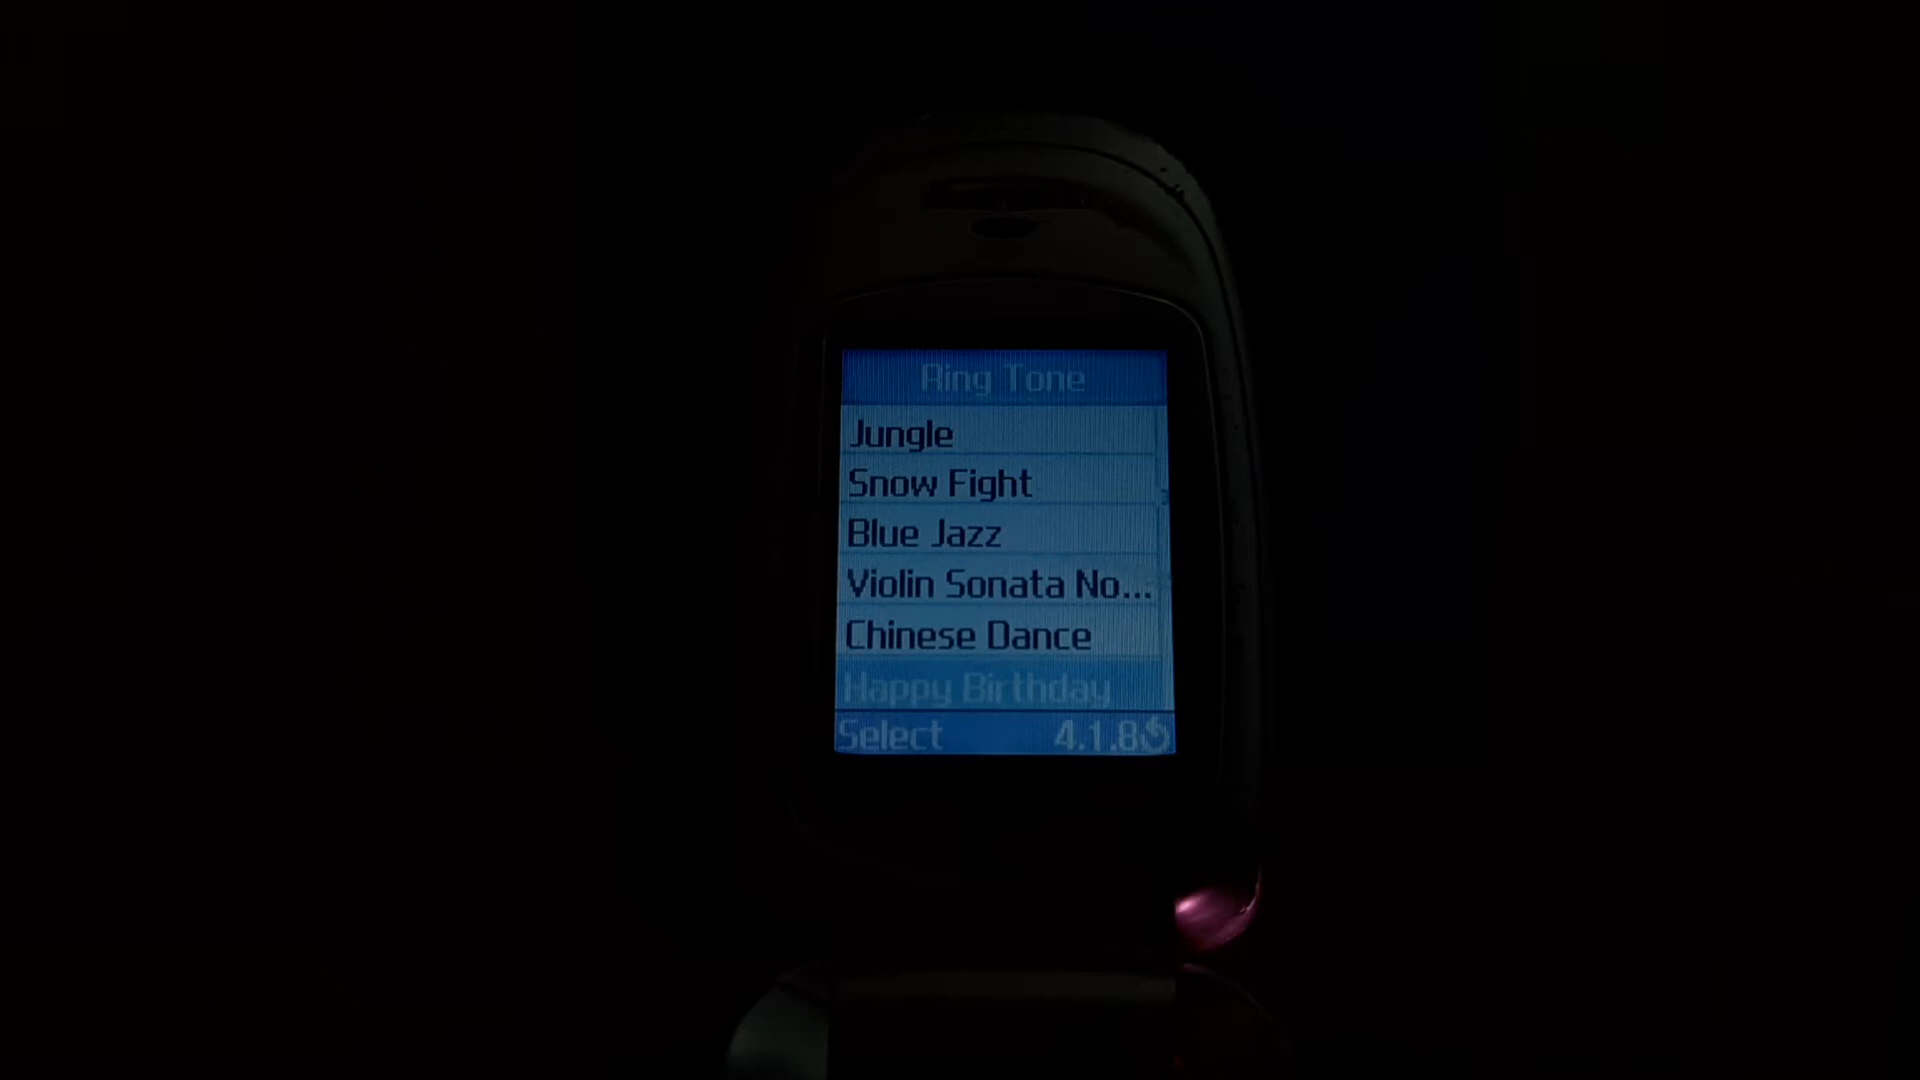 Ring Tone
Jungle
Snow Fight
Blue Jazz
Violin Sonata No...
Chinese Dance
Happy Birthday
Select 4.1.8